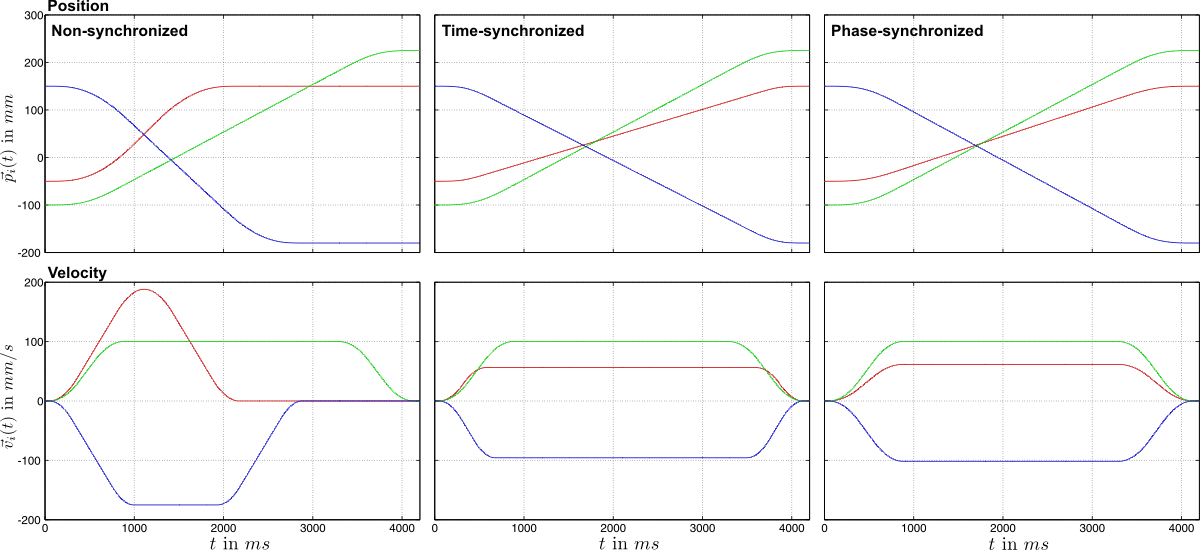 Position
Non-synchronized
Time-synchronized
Phase-synchronized
300
200
100
0
-100
-200
p⃗ᵢ(t) in mm
Velocity
200
100
0
-100
-200
v⃗ᵢ(t) in mm/s
0 1000 2000 3000 4000
0 1000 2000 3000 4000
0 1000 2000 3000 4000
t in ms
t in ms
t in ms